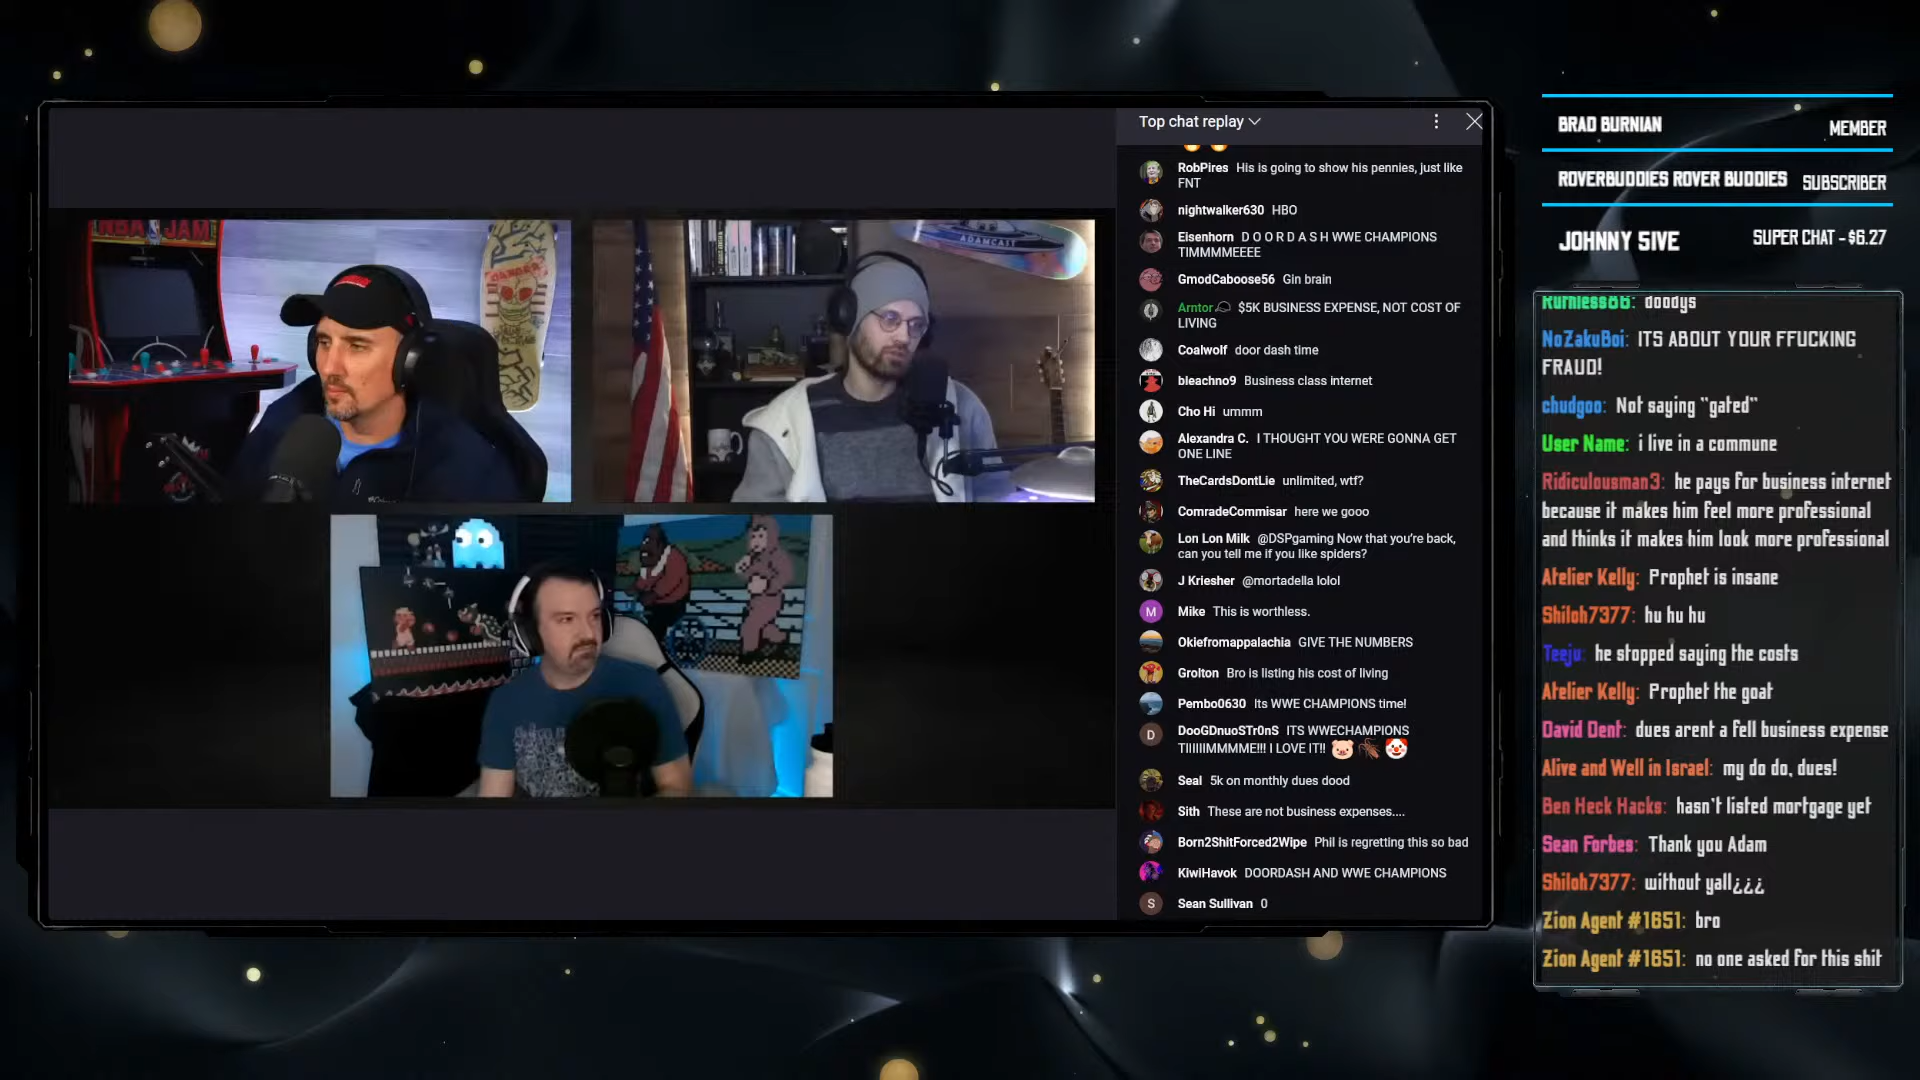 NBA JAM
ADAMCAST
Top chat replay
RobPires His is going to show his pennies, just like
FNT
nightwalker630 HBO
Eisenhorn D O O R D A S H WWE CHAMPIONS
TIMMMMEEEE
GmodCaboose56 Gin brain
Arntor $5K BUSINESS EXPENSE, NOT COST OF
LIVING
Coalwolf door dash time
bleachno9 Business class internet
Cho Hi ummm
Alexandra C. I THOUGHT YOU WERE GONNA GET
ONE LINE
TheCardsDontLie unlimited, wtf?
ComradeCommisar here we gooo
Lon Lon Milk @DSPgaming Now that you're back,
can you tell me if you like spiders?
J Kriesher @mortadella lolol
M
Mike This is worthless.
Okiefromappalachia GIVE THE NUMBERS
Grolton Bro is listing his cost of living
Pembo0630 Its WWE CHAMPIONS time!
D
DooGDnuoSTr0nS ITS WWECHAMPIONS
TIIIIIIMMMME!!! I LOVE IT!!
Seal 5k on monthly dues dood
Sith These are not business expenses....
Born2ShitForced2Wipe Phil is regretting this so bad
KiwiHavok DOORDASH AND WWE CHAMPIONS
S
Sean Sullivan 0
BRAD BURNIAN MEMBER
ROVERBUDDIES ROVER BUDDIES SUBSCRIBER
JOHNNY 5IVE SUPER CHAT - $6.27
doodys
NoZakuBoi: ITS ABOUT YOUR FFUCKING
FRAUD!
chudgoo: Not saying "gated"
User Name: i live in a commune
Ridiculousman3: he pays for business internet
because it makes him feel more professional
and thinks it makes him look more professional
Atelier Kelly: Prophet is insane
Shiloh7377: hu hu hu
Teeju: he stopped saying the costs
Atelier Kelly: Prophet the goat
David Dent: dues arent a fell business expense
Alive and Well in Israel: my do do, dues!
Ben Heck Hacks: hasn't listed mortgage yet
Sean Forbes: Thank you Adam
Shiloh7377: without yall¿¿¿
Zion Agent #1651: bro
Zion Agent #1651: no one asked for this shit